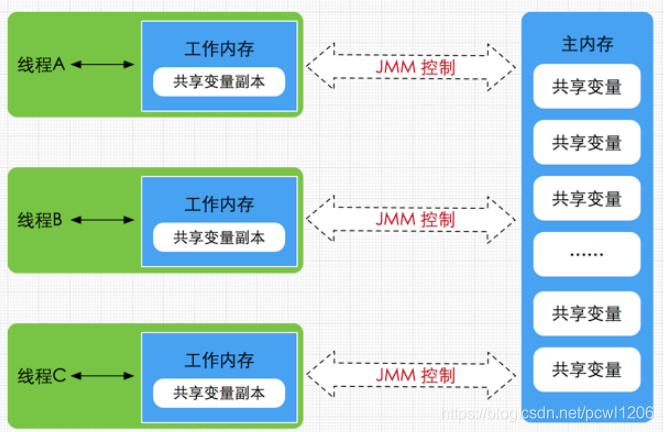 线程A
工作内存
共享变量副本
JMM 控制
线程B
工作内存
共享变量副本
JMM 控制
线程C
工作内存
共享变量副本
JMM 控制
主内存
共享变量
共享变量
共享变量
……
共享变量
共享变量
https://blog.csdn.net/pcwl1206